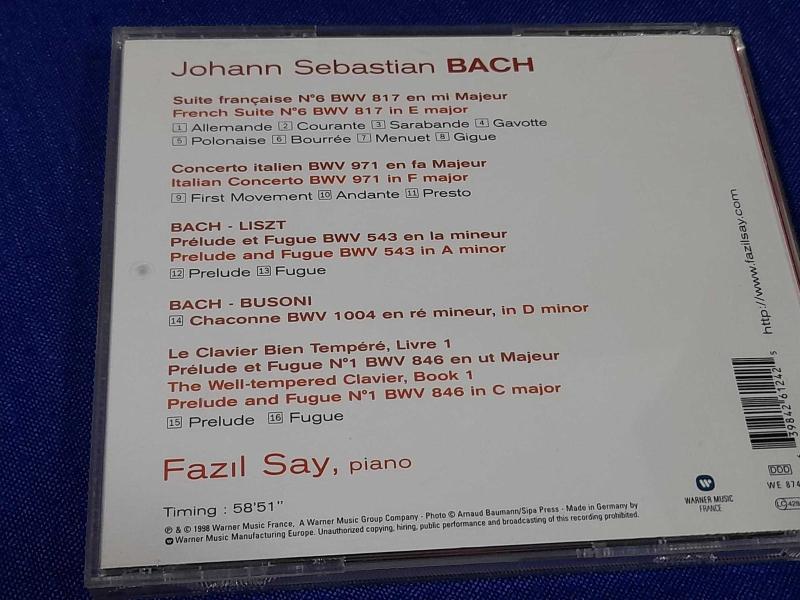 Johann Sebastian BACH
Suite française N°6 BWV 817 en mi Majeur
French Suite N°6 BWV 817 in E major
1 Allemande 2 Courante 3 Sarabande 4 Gavotte
5 Polonaise 6 Bourrée 7 Menuet 8 Gigue
Concerto italien BWV 971 en fa Majeur
Italian Concerto BWV 971 in F major
9 First Movement 10 Andante 11 Presto
BACH - LISZT
Prélude et Fugue BWV 543 en la mineur
Prelude and Fugue BWV 543 in A minor
12 Prelude 13 Fugue
BACH - BUSONI
14 Chaconne BWV 1004 en ré mineur, in D minor
Le Clavier Bien Tempéré, Livre 1
Prélude et Fugue N°1 BWV 846 en ut Majeur
The Well-tempered Clavier, Book 1
Prelude and Fugue N°1 BWV 846 in C major
15 Prelude 16 Fugue
Fazıl Say, piano
Timing : 58'51"
℗ & © 1998 Warner Music France, A Warner Music Group Company - Photo © Arnaud Baumann/Sipa Press - Made in Germany by
Warner Music Manufacturing Europe. Unauthorized copying, hiring, public performance and broadcasting of this recording prohibited.
http://www.fazilsay.com
39842 61242 5
WARNER MUSIC
FRANCE
DDD
WE 874
LC